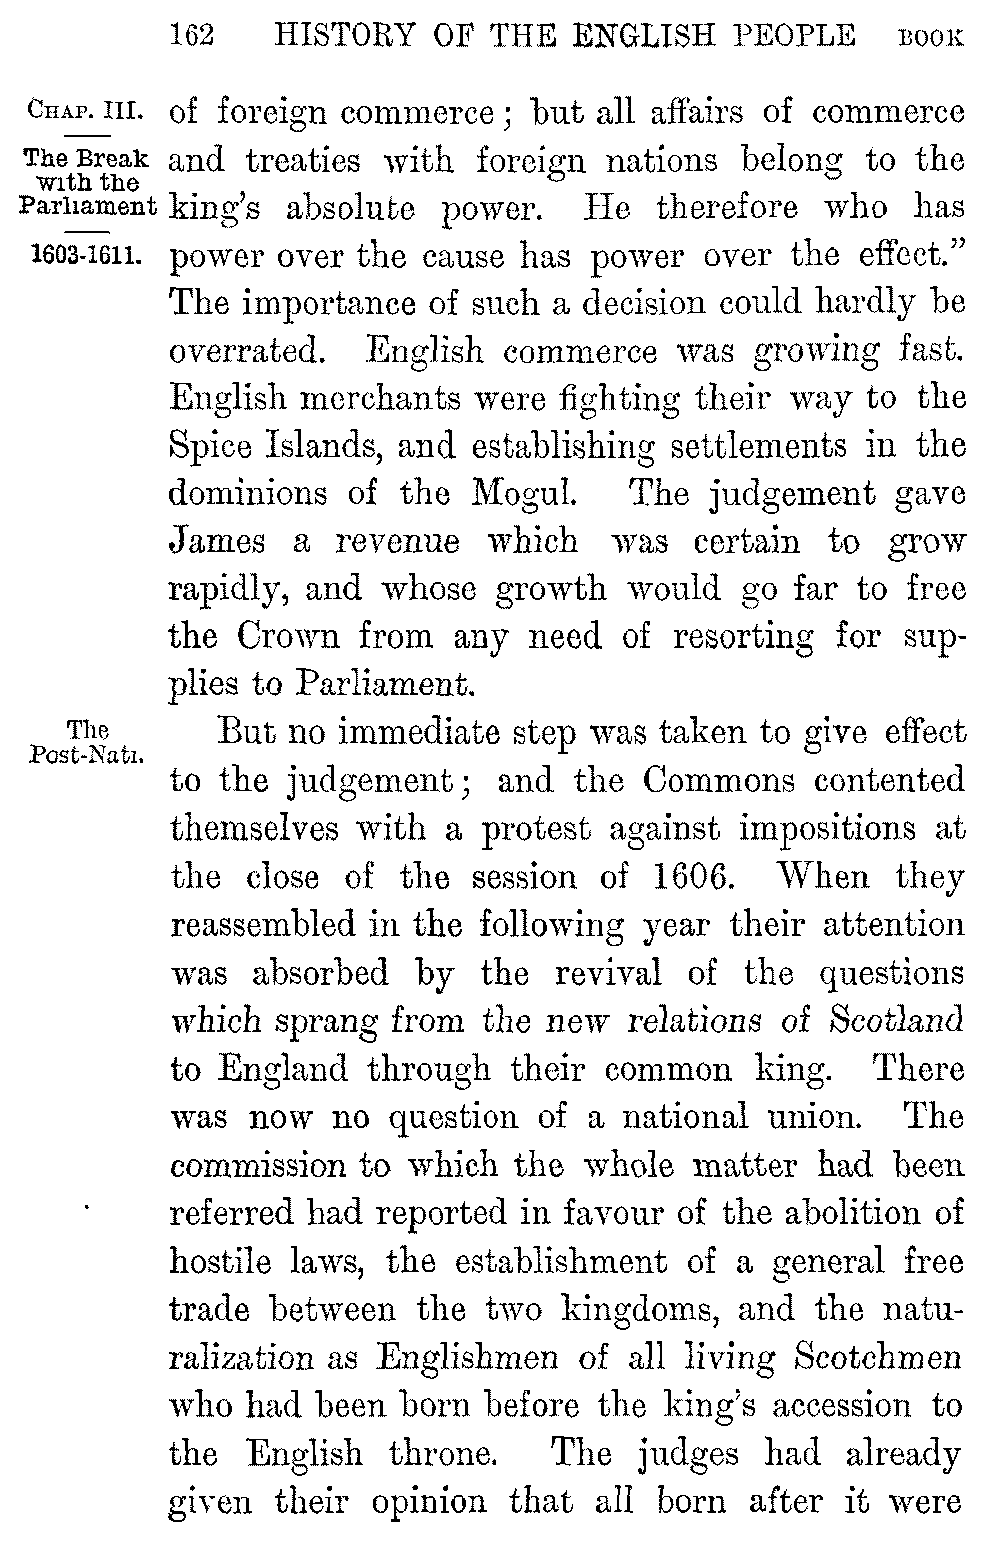 162 HISTORY OF THE ENGLISH PEOPLE BOOK
CHAP. III.
The Break
with the
Parliament
1603-1611.
of foreign commerce; but all affairs of commerce
and treaties with foreign nations belong to the
king's absolute power. He therefore who has
power over the cause has power over the effect."
The importance of such a decision could hardly be
overrated. English commerce was growing fast.
English merchants were fighting their way to the
Spice Islands, and establishing settlements in the
dominions of the Mogul. The judgement gave
James a revenue which was certain to grow
rapidly, and whose growth would go far to free
the Crown from any need of resorting for sup-
plies to Parliament.
The
Post-Nati.
But no immediate step was taken to give effect
to the judgement; and the Commons contented
themselves with a protest against impositions at
the close of the session of 1606. When they
reassembled in the following year their attention
was absorbed by the revival of the questions
which sprang from the new relations of Scotland
to England through their common king. There
was now no question of a national union. The
commission to which the whole matter had been
referred had reported in favour of the abolition of
hostile laws, the establishment of a general free
trade between the two kingdoms, and the natu-
ralization as Englishmen of all living Scotchmen
who had been born before the king's accession to
the English throne. The judges had already
given their opinion that all born after it were